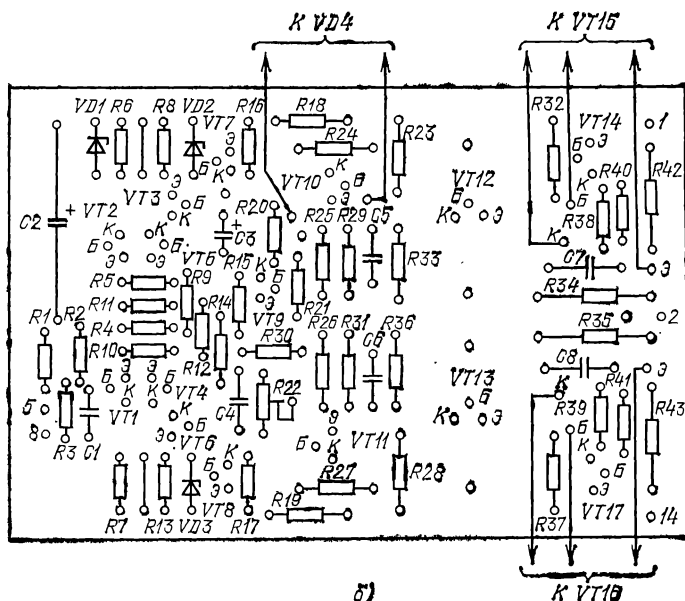 К VD4
К VT15
VD1 R6 R8 VD2 R16 R18 R32
VT7 Э VT14 Э 1
R24 R23 Б
Б К К К R42
VT3 Э VT10 Б VT12 R40
C2 + VT2 Б R20 Б
К + R25 R29 C5 К Э R38 Б
Б К Б C3 К
Э VT5 К R33
Э R15 Б C7 Э
R5 R9 Э R21 R34
R11 R14 VT9
R1 R2 R4 R26 R31 R36 R35 2
R10 R12 R30 C6 C8 Э
Э Э К VT13 К R41
К Б К Б VT4 R22 Б
5 VT1 К C4 Э К Э R39 R43
8 Б К VT11 К Б
R3 C1 Э VT6 К Б К Б
Б R28 Э
Э R27 Э
R7 R13 VD3 VT8 R17 R19 R37 VT17 14
К VT16
б)